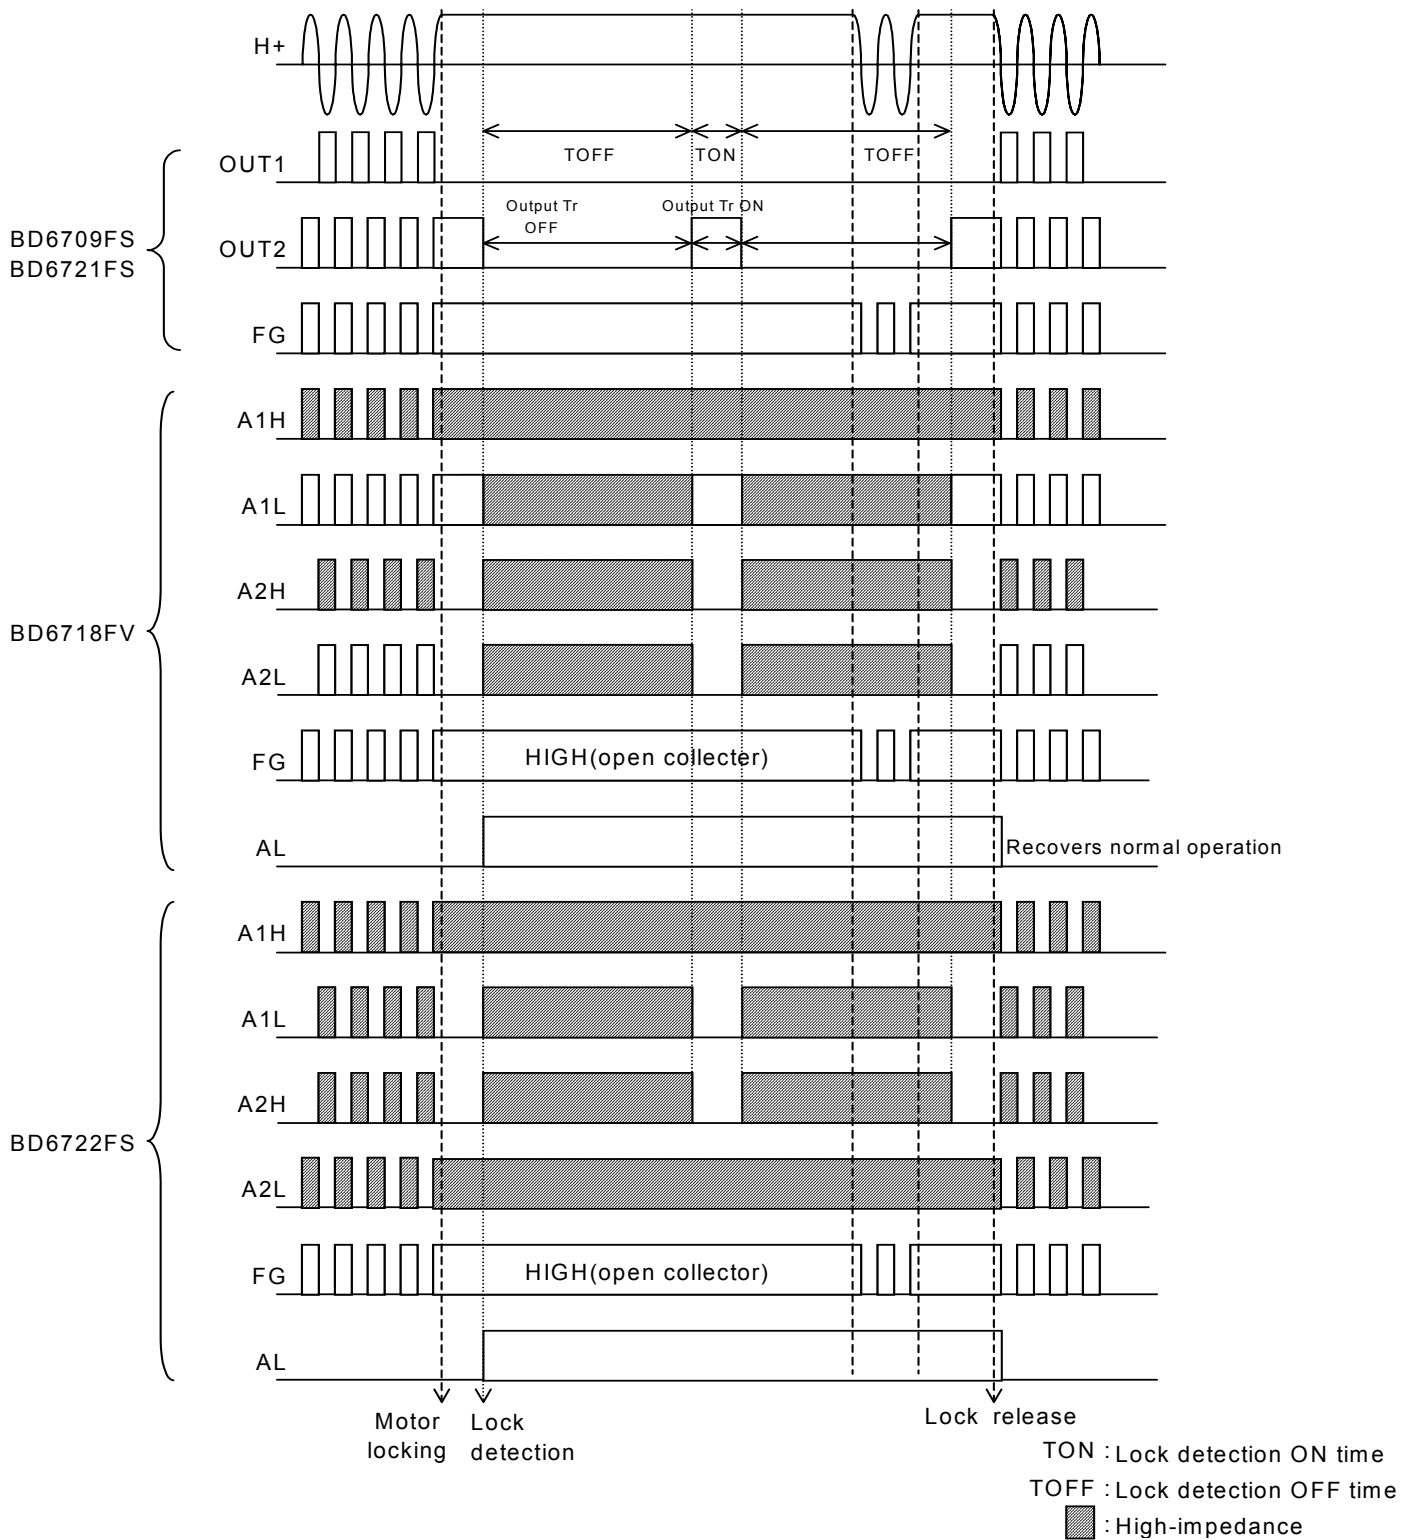 H+
TOFF
TON
TOFF
OUT1
Output Tr
OFF
Output Tr ON
OUT2
BD6709FS
BD6721FS
FG
A1H
A1L
A2H
BD6718FV
A2L
FG
HIGH(open collecter)
AL
Recovers normal operation
A1H
A1L
A2H
BD6722FS
A2L
FG
HIGH(open collector)
AL
Motor
locking
Lock
detection
Lock release
TON : Lock detection ON time
TOFF : Lock detection OFF time
: High-impedance